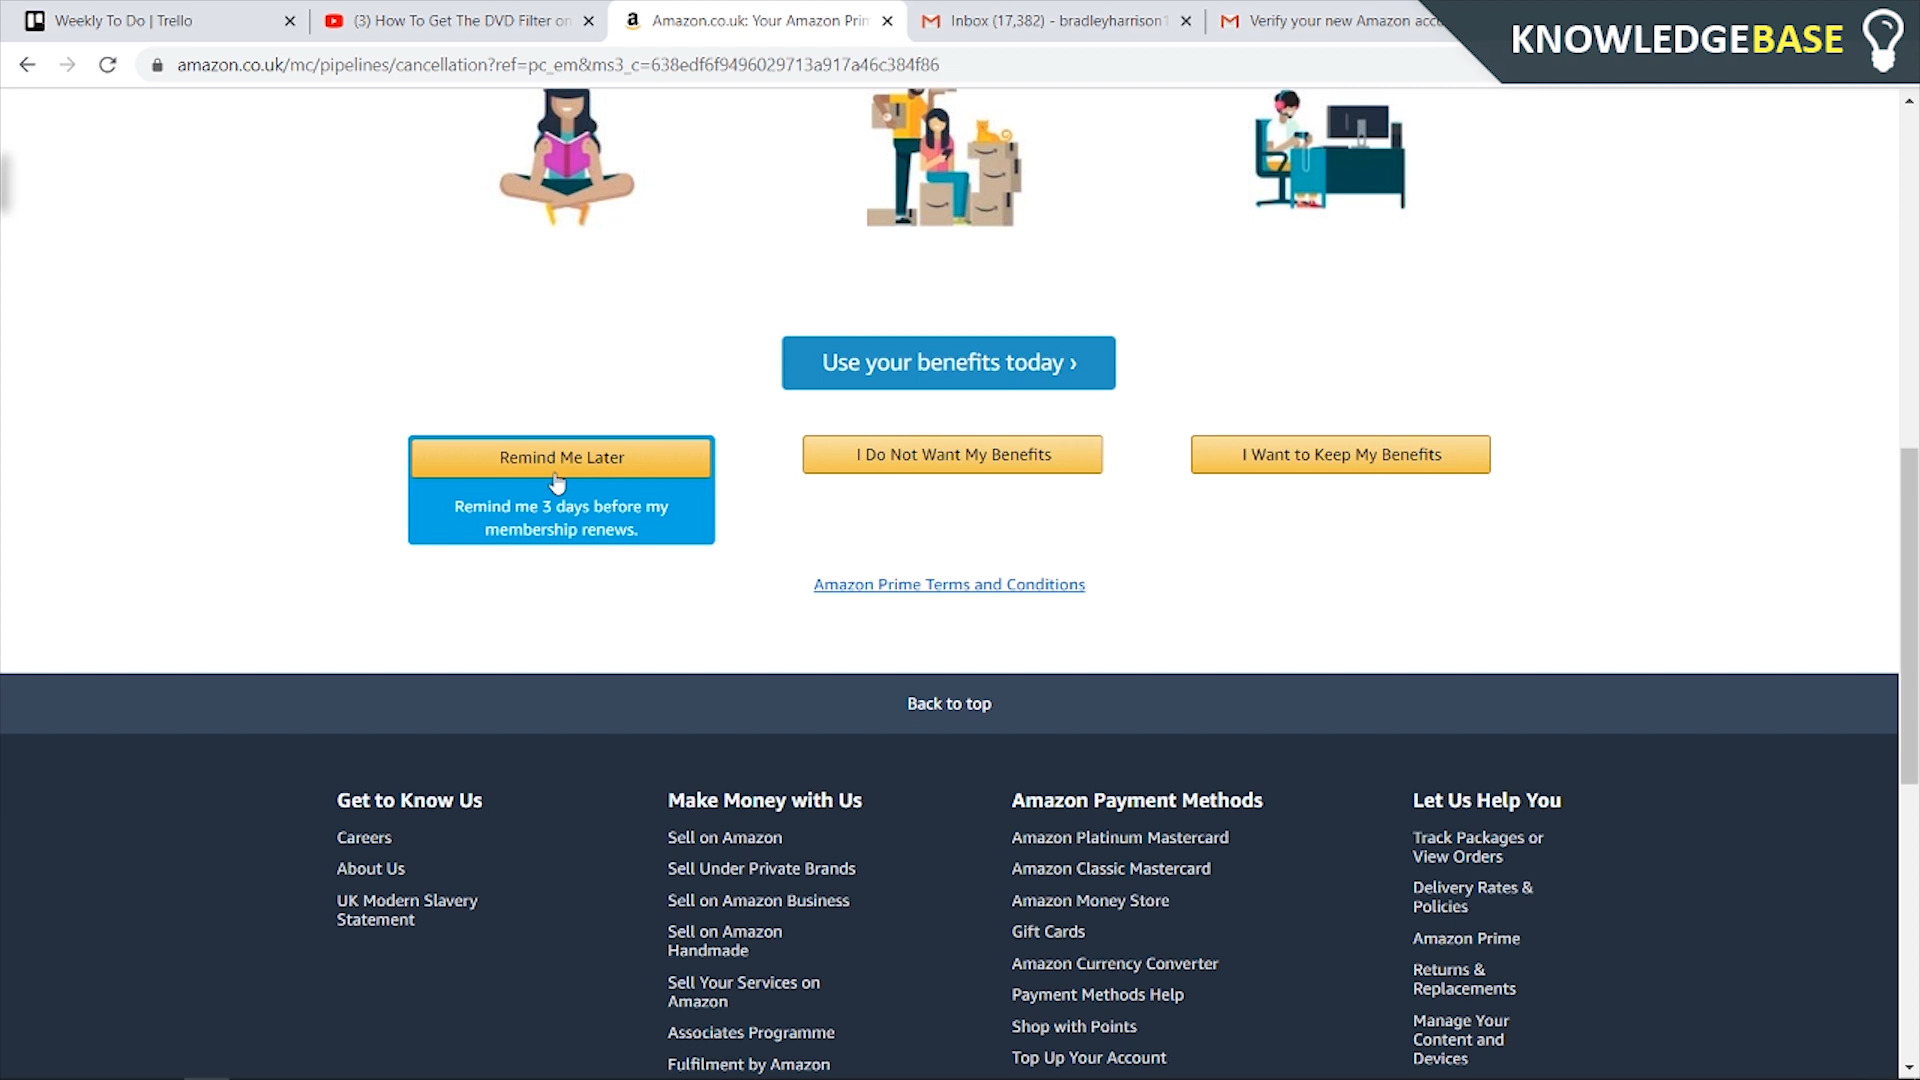 Weekly To Do | Trello
(3) How To Get The DVD Filter on
Amazon.co.uk: Your Amazon Prin
Inbox (17,382) - bradleyharrison1
Verify your new Amazon acco
KNOWLEDGEBASE
amazon.co.uk/mc/pipelines/cancellation?ref=pc_em&ms3_c=638edf6f9496029713a917a46c384f86
Use your benefits today ›
Remind Me Later
I Do Not Want My Benefits
I Want to Keep My Benefits
Remind me 3 days before my
membership renews.
Amazon Prime Terms and Conditions
Back to top
Get to Know Us
Careers
About Us
UK Modern Slavery
Statement
Make Money with Us
Sell on Amazon
Sell Under Private Brands
Sell on Amazon Business
Sell on Amazon
Handmade
Sell Your Services on
Amazon
Associates Programme
Fulfilment by Amazon
Amazon Payment Methods
Amazon Platinum Mastercard
Amazon Classic Mastercard
Amazon Money Store
Gift Cards
Amazon Currency Converter
Payment Methods Help
Shop with Points
Top Up Your Account
Let Us Help You
Track Packages or
View Orders
Delivery Rates &
Policies
Amazon Prime
Returns &
Replacements
Manage Your
Content and
Devices